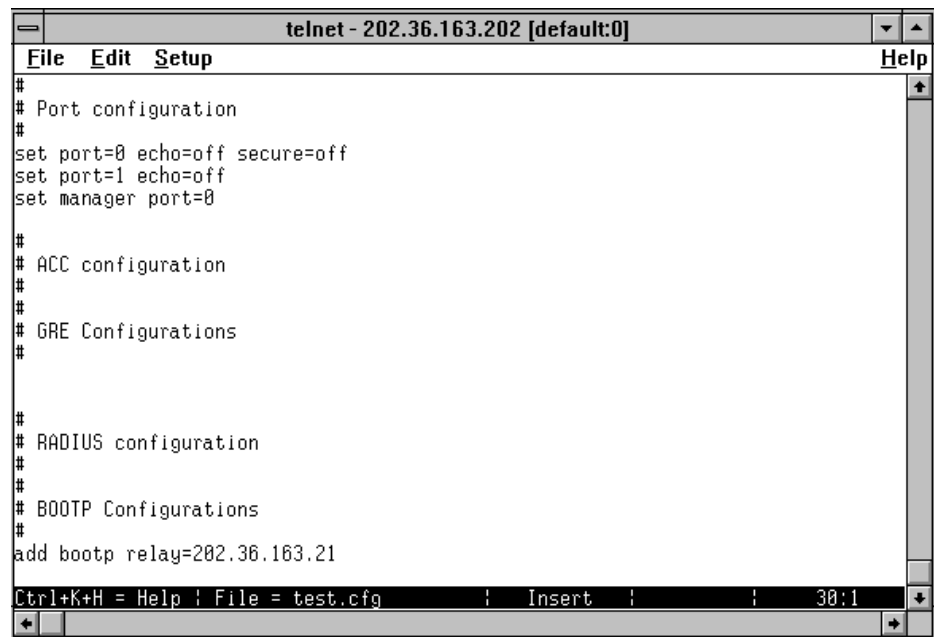 telnet - 202.36.163.202 [default:0]
File Edit Setup Help
#
# Port configuration
#
set port=0 echo=off secure=off
set port=1 echo=off
set manager port=0
#
# ACC configuration
#
#
# GRE Configurations
#
#
# RADIUS configuration
#
#
# BOOTP Configurations
#
add bootp relay=202.36.163.21
Ctrl+K+H = Help ¦ File = test.cfg ¦ Insert ¦ ¦ 30:1